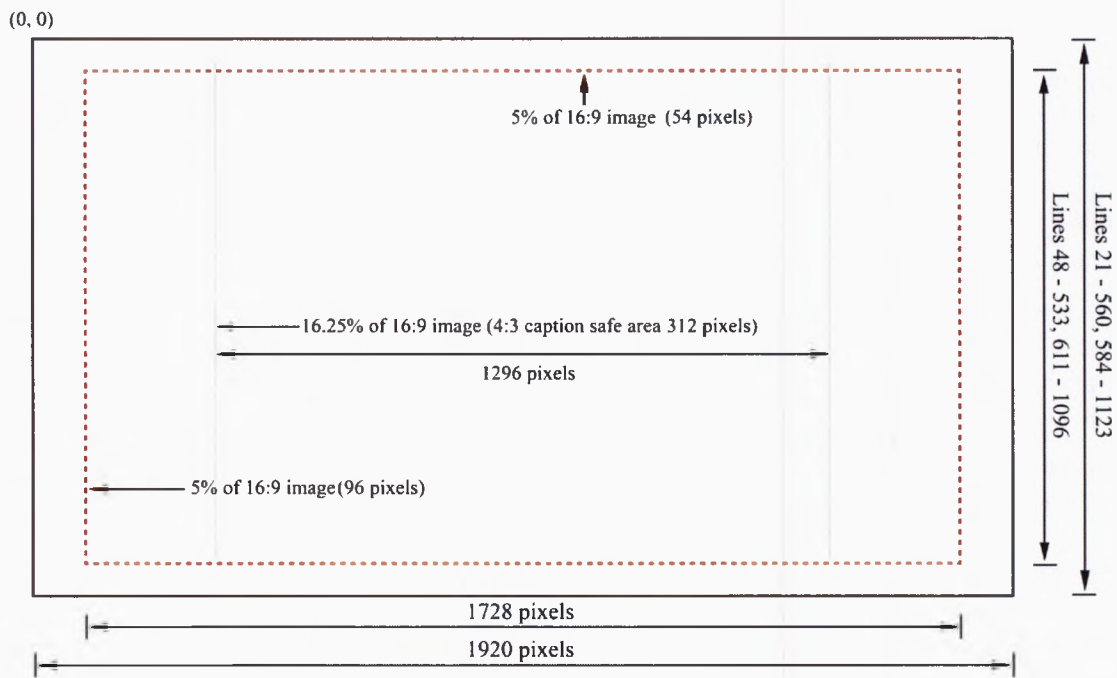 (0, 0)
5% of 16:9 image (54 pixels)
16.25% of 16:9 image (4:3 caption safe area 312 pixels)
1296 pixels
5% of 16:9 image(96 pixels)
1728 pixels
1920 pixels
Lines 48 - 533, 611 - 1096
Lines 21 - 560, 584 - 1123